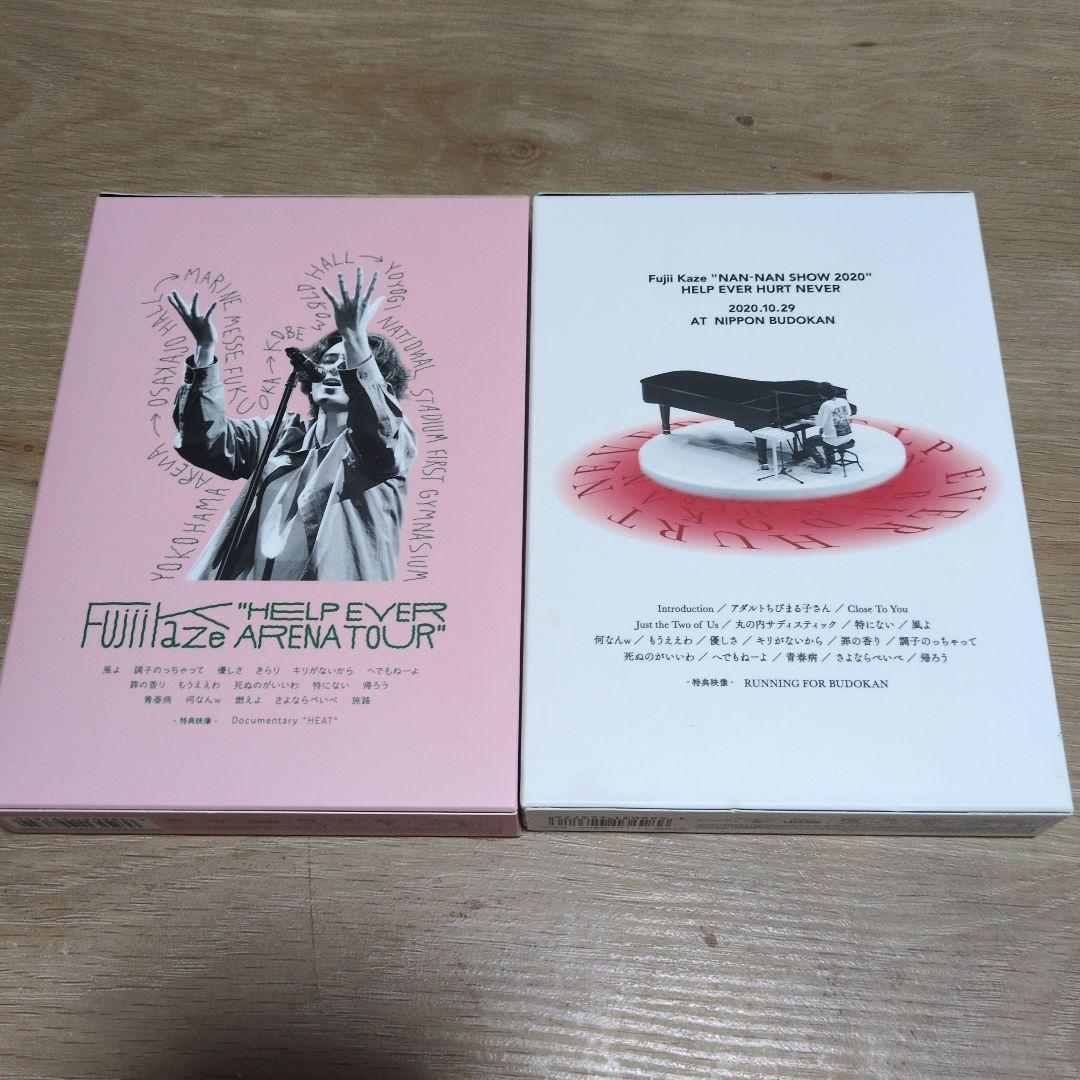 YOKOHAMA ARENA → OSAKAJO HALL → MARINE MESSE FUKUOKA → KOBE WORLD HALL → YOYOGI NATIONAL STADIUM FIRST GYMNASIUM
Fujii Kaze "HELP EVER
ARENA TOUR"
風よ 調子のっちゃって 優しさ きらり キリがないから へでもねーよ
罪の香り もうええわ 死ぬのがいいわ 特にない 帰ろう
青春病 何なんw 燃えよ さよならべいべ 旅路
- 特典映像 - Documentary "HEAT"
Fujii Kaze "NAN-NAN SHOW 2020"
HELP EVER HURT NEVER
2020.10.29
AT NIPPON BUDOKAN
HELP EVER HURT NEVER
Introduction / アダルトちびまる子さん / Close To You
Just the Two of Us / 丸の内サディスティック / 特にない / 風よ
何なんw / もうええわ / 優しさ / キリがないから / 罪の香り / 調子のっちゃって
死ぬのがいいわ / へでもねーよ / 青春病 / さよならべいべ / 帰ろう
- 特典映像 - RUNNING FOR BUDOKAN